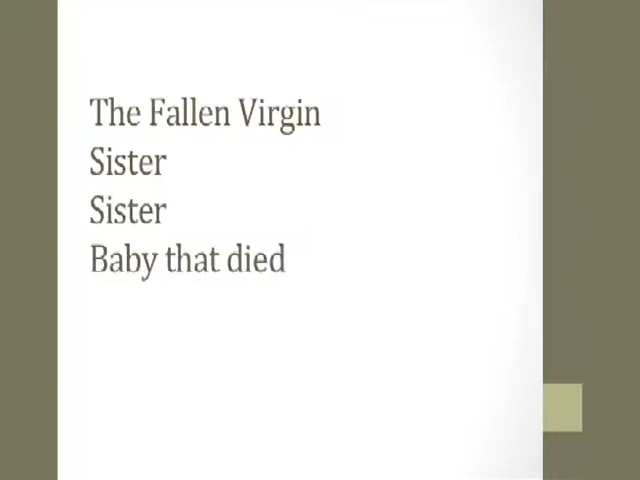 The Fallen Virgin
Sister
Sister
Baby that died